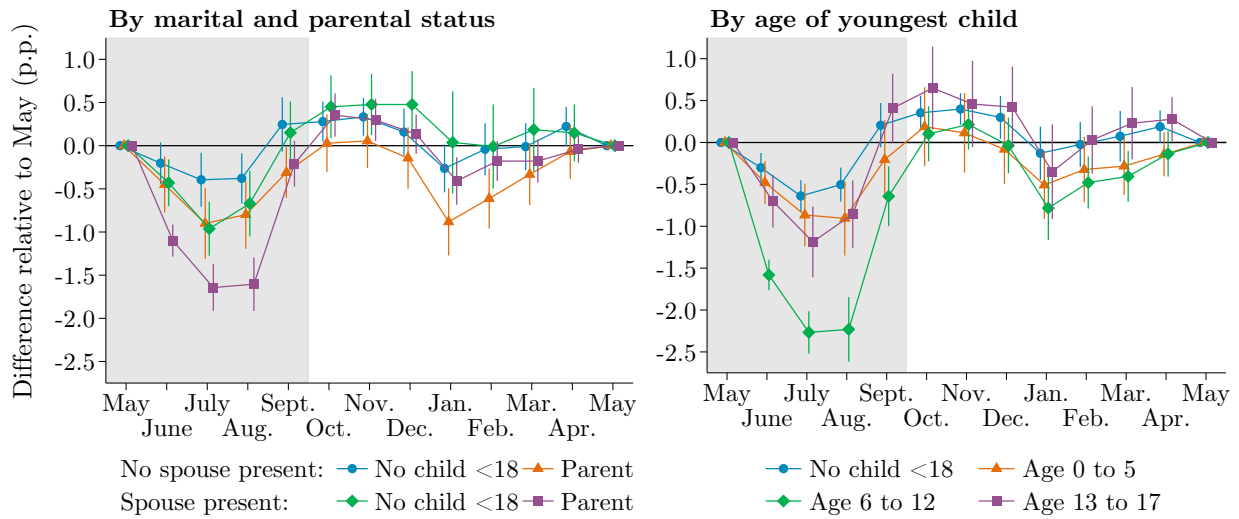 By marital and parental status
Difference relative to May (p.p.)
1.0
0.5
0.0
-0.5
-1.0
-1.5
-2.0
-2.5
May July Sept. Nov. Jan. Mar. May
June Aug. Oct. Dec. Feb. Apr.
No spouse present: No child <18 Parent
Spouse present: No child <18 Parent
By age of youngest child
1.0
0.5
0.0
-0.5
-1.0
-1.5
-2.0
-2.5
May July Sept. Nov. Jan. Mar. May
June Aug. Oct. Dec. Feb. Apr.
No child <18 Age 0 to 5
Age 6 to 12 Age 13 to 17